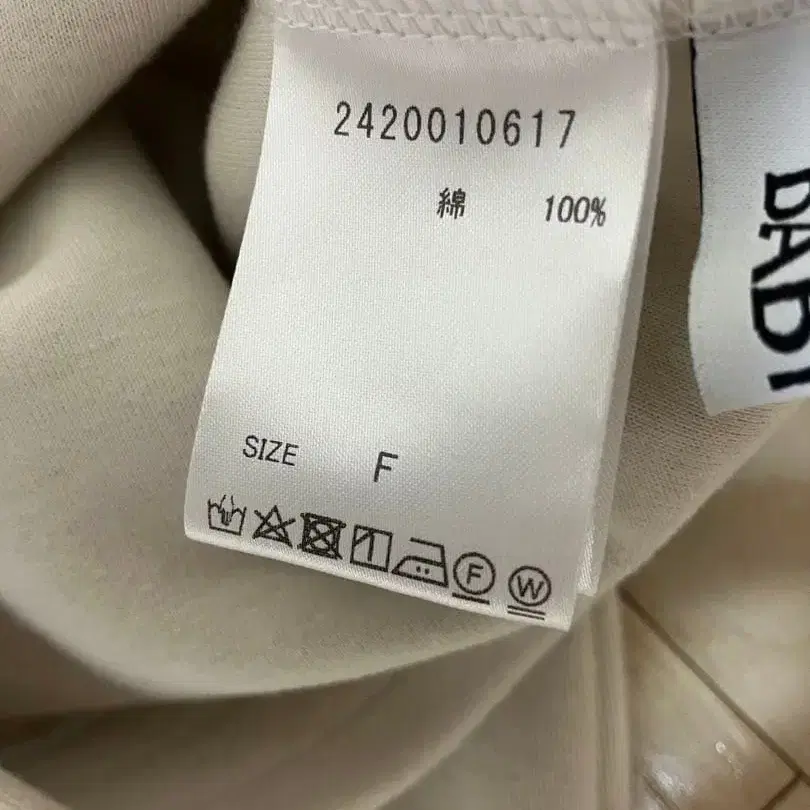 2420010617
綿 100%
SIZE F
F W